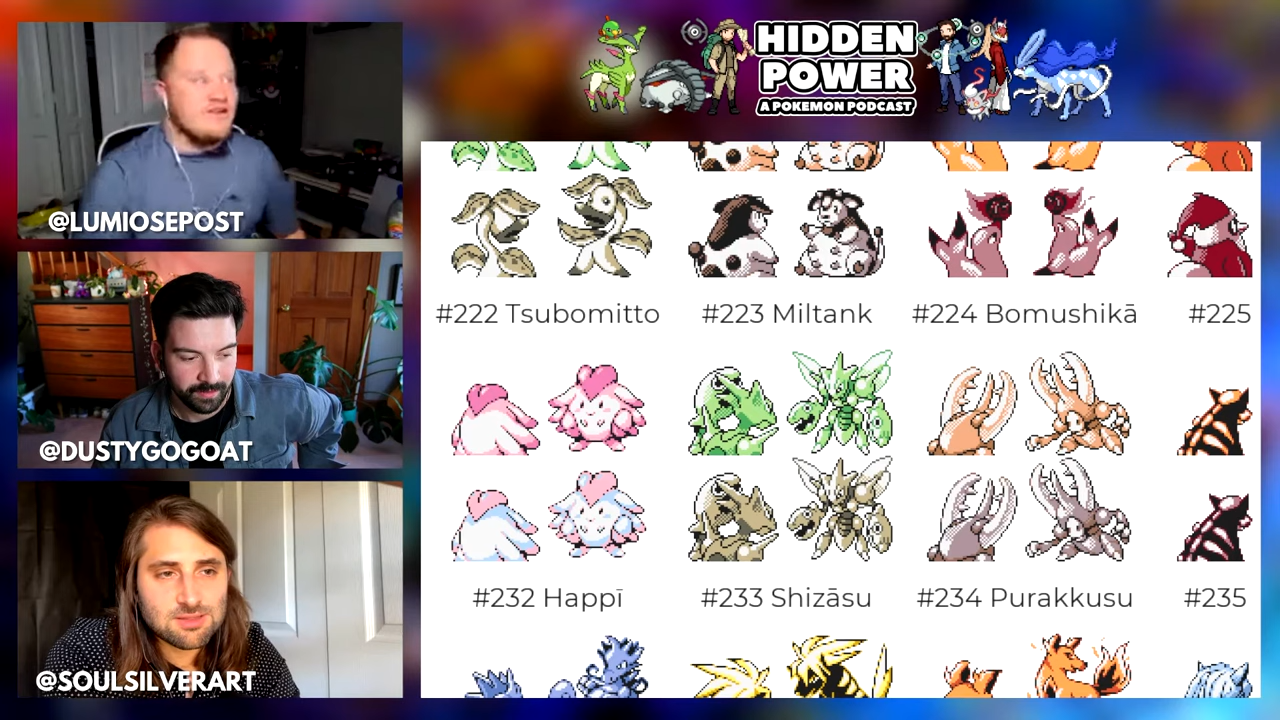 HIDDEN
POWER
A POKEMON PODCAST
@LUMIOSEPOST
#222 Tsubomitto
#223 Miltank
#224 Bomushikā
#225
@DUSTYGOGOAT
#232 Happī
#233 Shizāsu
#234 Purakkusu
#235
@SOULSILVERART